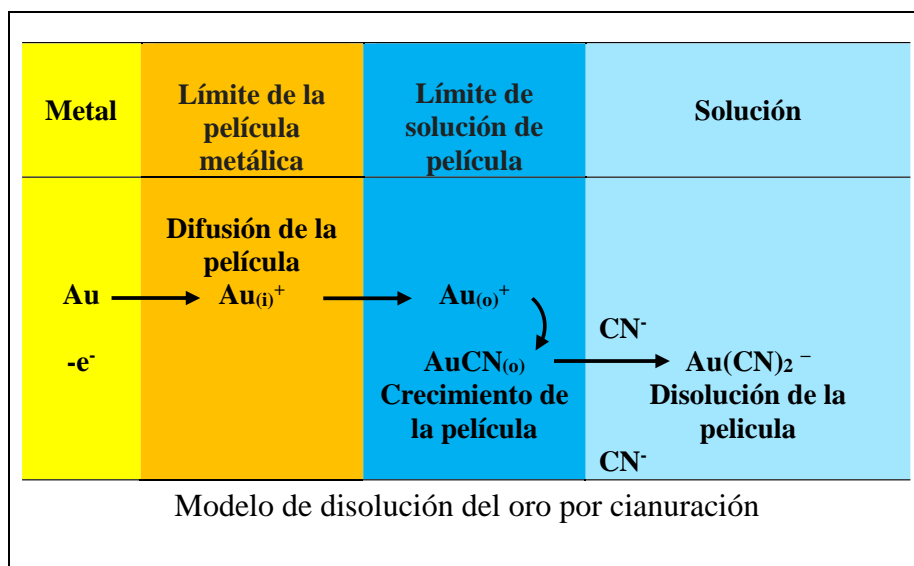 Metal
Límite de la
película
metálica
Límite de
solución de
película
Solución
Difusión de la
película
Au
Au(i)⁺
Au(o)⁺
CN⁻
-e⁻
AuCN(o)
Au(CN)₂ ⁻
Crecimiento de
la película
Disolución de la
pelicula
CN⁻
Modelo de disolución del oro por cianuración